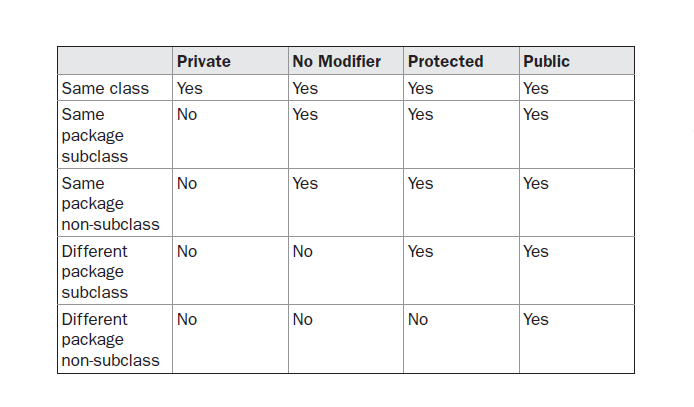 Private No Modifier Protected Public
Same class Yes Yes Yes Yes
Same No Yes Yes Yes
package
subclass
Same No Yes Yes Yes
package
non-subclass
Different No No Yes Yes
package
subclass
Different No No No Yes
package
non-subclass